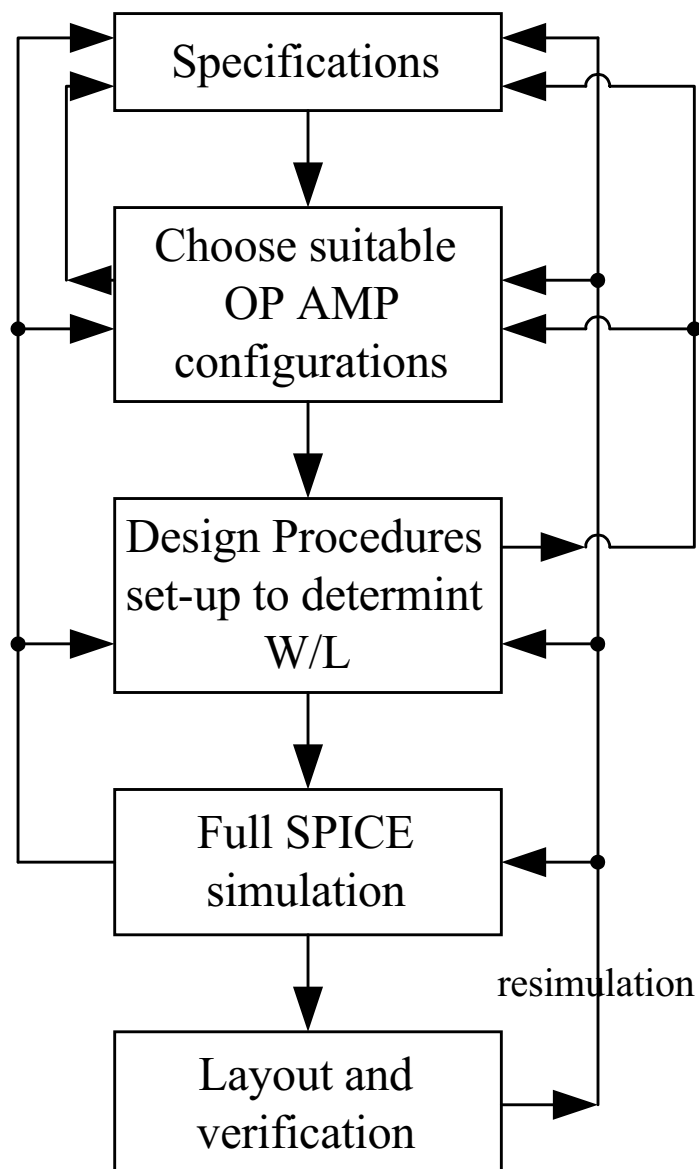 Specifications
Choose suitable
OP AMP
configurations
Design Procedures
set-up to determint
W/L
Full SPICE
simulation
resimulation
Layout and
verification